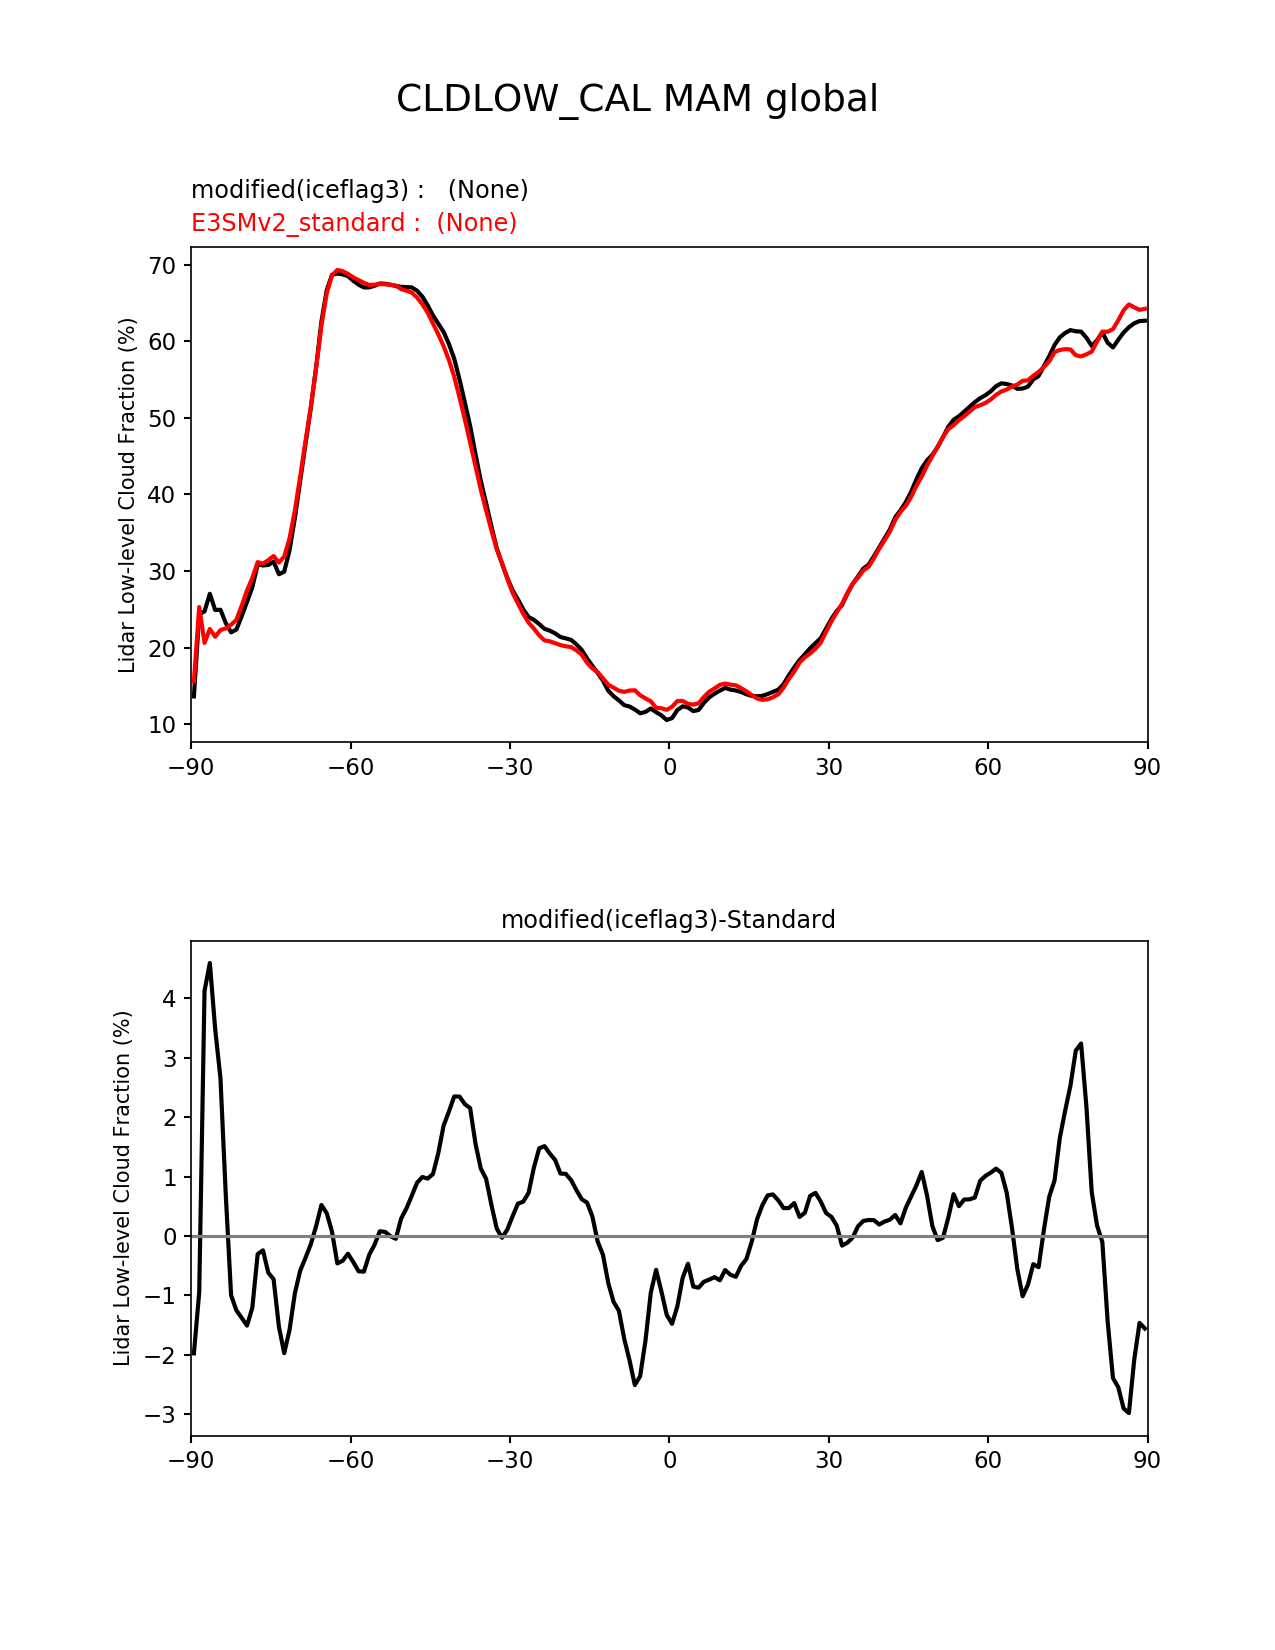 CLDLOW_CAL MAM global
modified(iceflag3) : (None)
E3SMv2_standard : (None)
Lidar Low-level Cloud Fraction (%)
70
60
50
40
30
20
10
−90 −60 −30 0 30 60 90
modified(iceflag3)-Standard
Lidar Low-level Cloud Fraction (%)
4
3
2
1
0
−1
−2
−3
−90 −60 −30 0 30 60 90